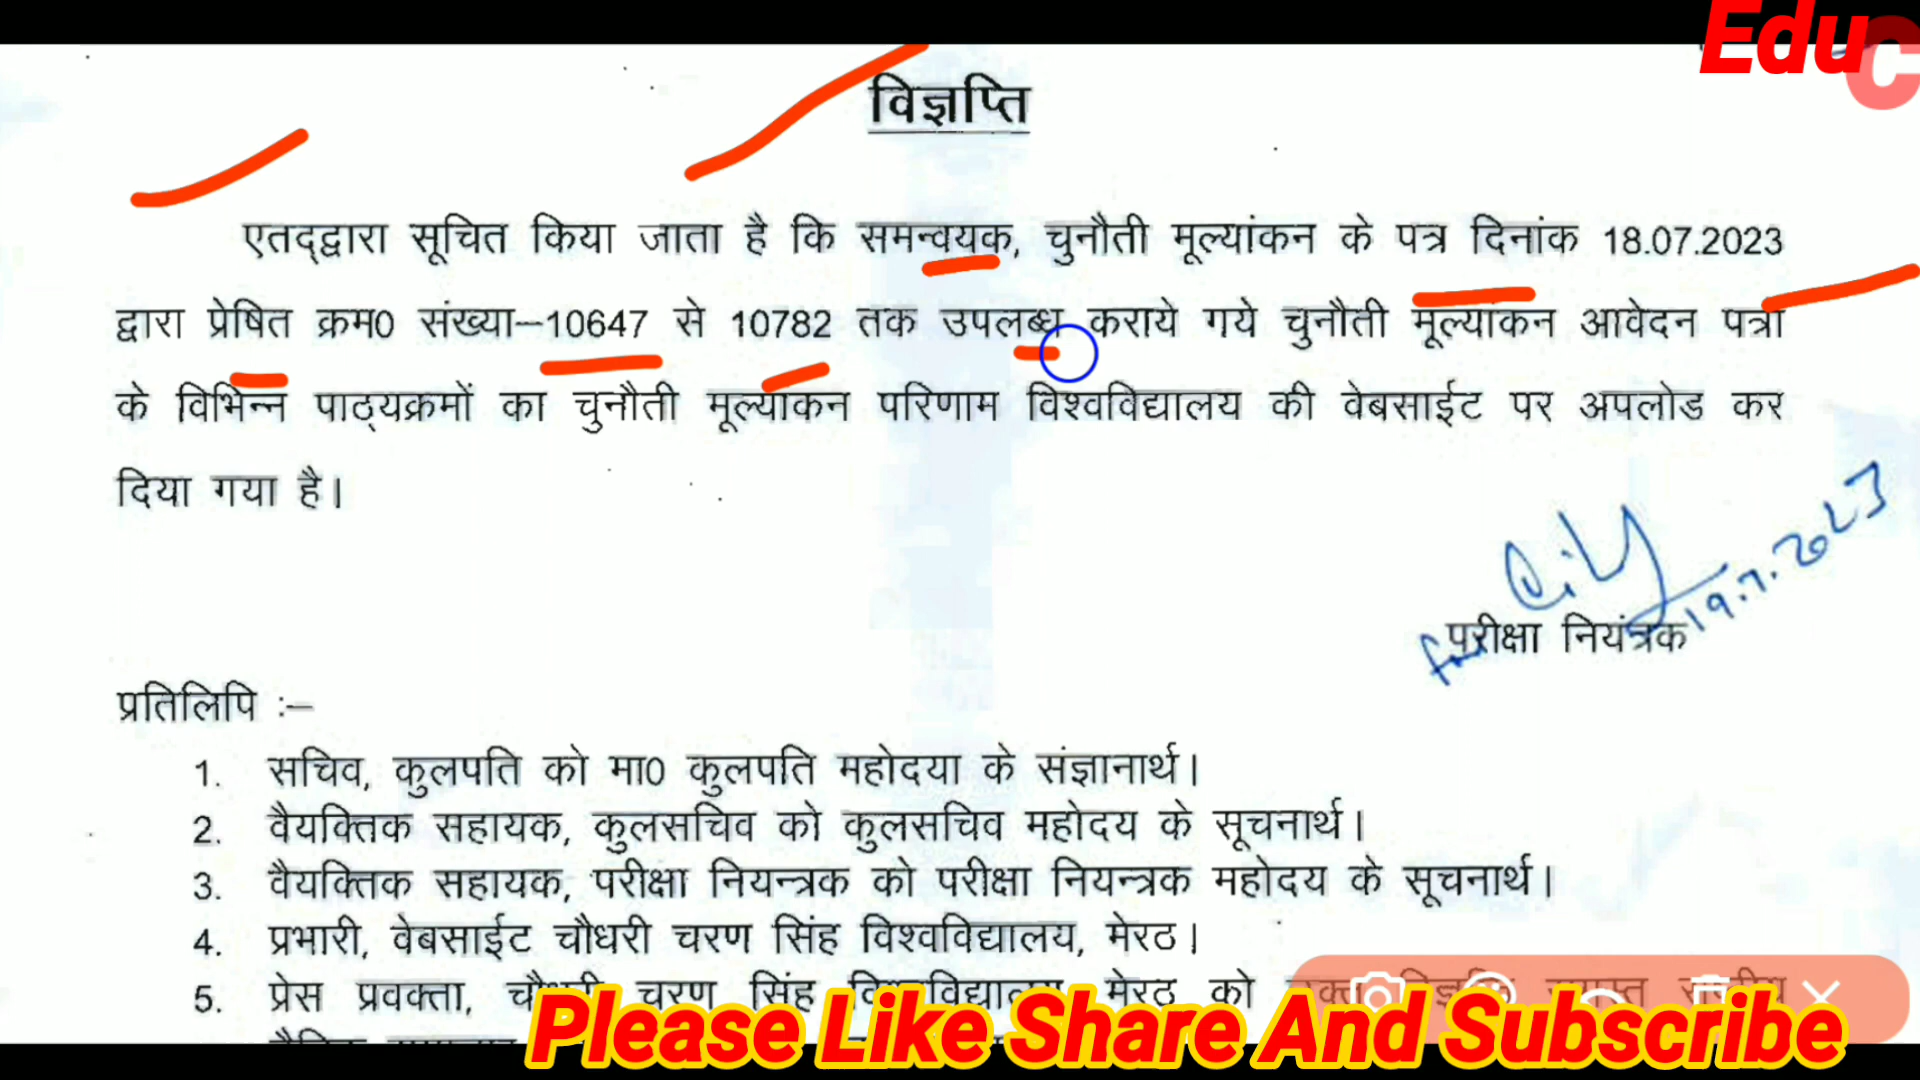 Edu C
विज्ञप्ति
एतद्द्वारा सूचित किया जाता है कि समन्वयक, चुनौती मूल्यांकन के पत्र दिनांक 18.07.2023
द्वारा प्रेषित क्रम0 संख्या–10647 से 10782 तक उपलब्ध कराये गये चुनौती मूल्यांकन आवेदन पत्रों
के विभिन्न पाठ्यक्रमों का चुनौती मूल्यांकन परिणाम विश्वविद्यालय की वेबसाईट पर अपलोड कर
दिया गया है।
19.7.2023
for परीक्षा नियंत्रक
प्रतिलिपि :–
1. सचिव, कुलपति को मा0 कुलपति महोदया के संज्ञानार्थ।
2. वैयक्तिक सहायक, कुलसचिव को कुलसचिव महोदय के सूचनार्थ।
3. वैयक्तिक सहायक, परीक्षा नियन्त्रक को परीक्षा नियन्त्रक महोदय के सूचनार्थ।
4. प्रभारी, वेबसाईट चौधरी चरण सिंह विश्वविद्यालय, मेरठ।
5. प्रेस प्रवक्ता, चौधरी चरण सिंह विश्वविद्यालय, मेरठ को
Please Like Share And Subscribe